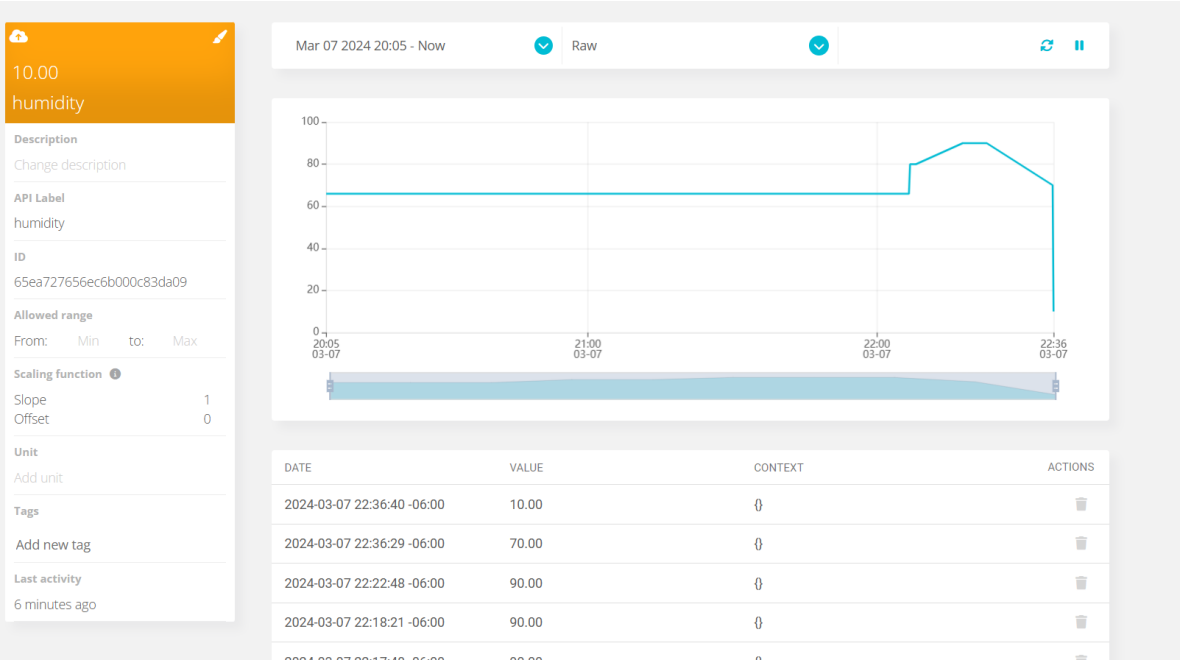 10.00
humidity
Description
Change description
API Label
humidity
ID
65ea727656ec6b000c83da09
Allowed range
From: Min to: Max
Scaling function
Slope 1
Offset 0
Unit
Add unit
Tags
Add new tag
Last activity
6 minutes ago
Mar 07 2024 20:05 - Now
Raw
100
80
60
40
20
0
20:05
03-07
21:00
03-07
22:00
03-07
22:36
03-07
DATE VALUE CONTEXT ACTIONS
2024-03-07 22:36:40 -06:00 10.00 {}
2024-03-07 22:36:29 -06:00 70.00 {}
2024-03-07 22:22:48 -06:00 90.00 {}
2024-03-07 22:18:21 -06:00 90.00 {}